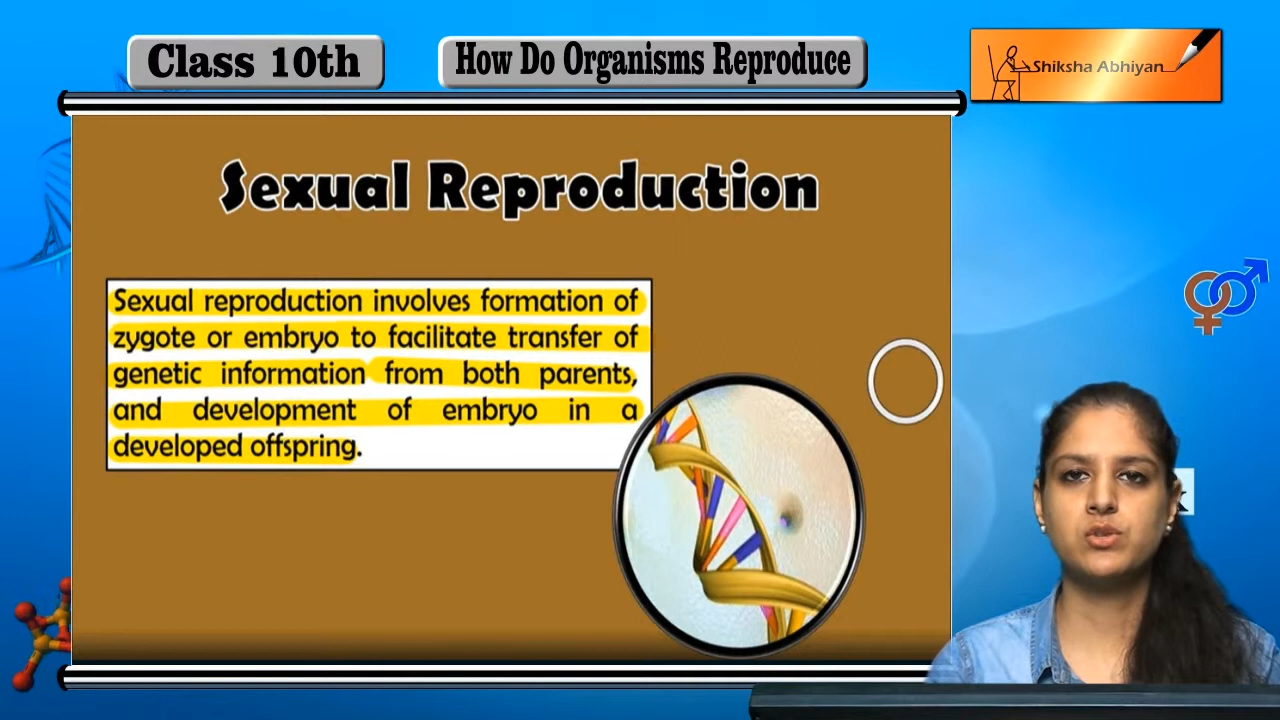 Class 10th
How Do Organisms Reproduce
Shiksha Abhiyan
Sexual Reproduction
Sexual reproduction involves formation of
zygote or embryo to facilitate transfer of
genetic information from both parents,
and development of embryo in a
developed offspring.